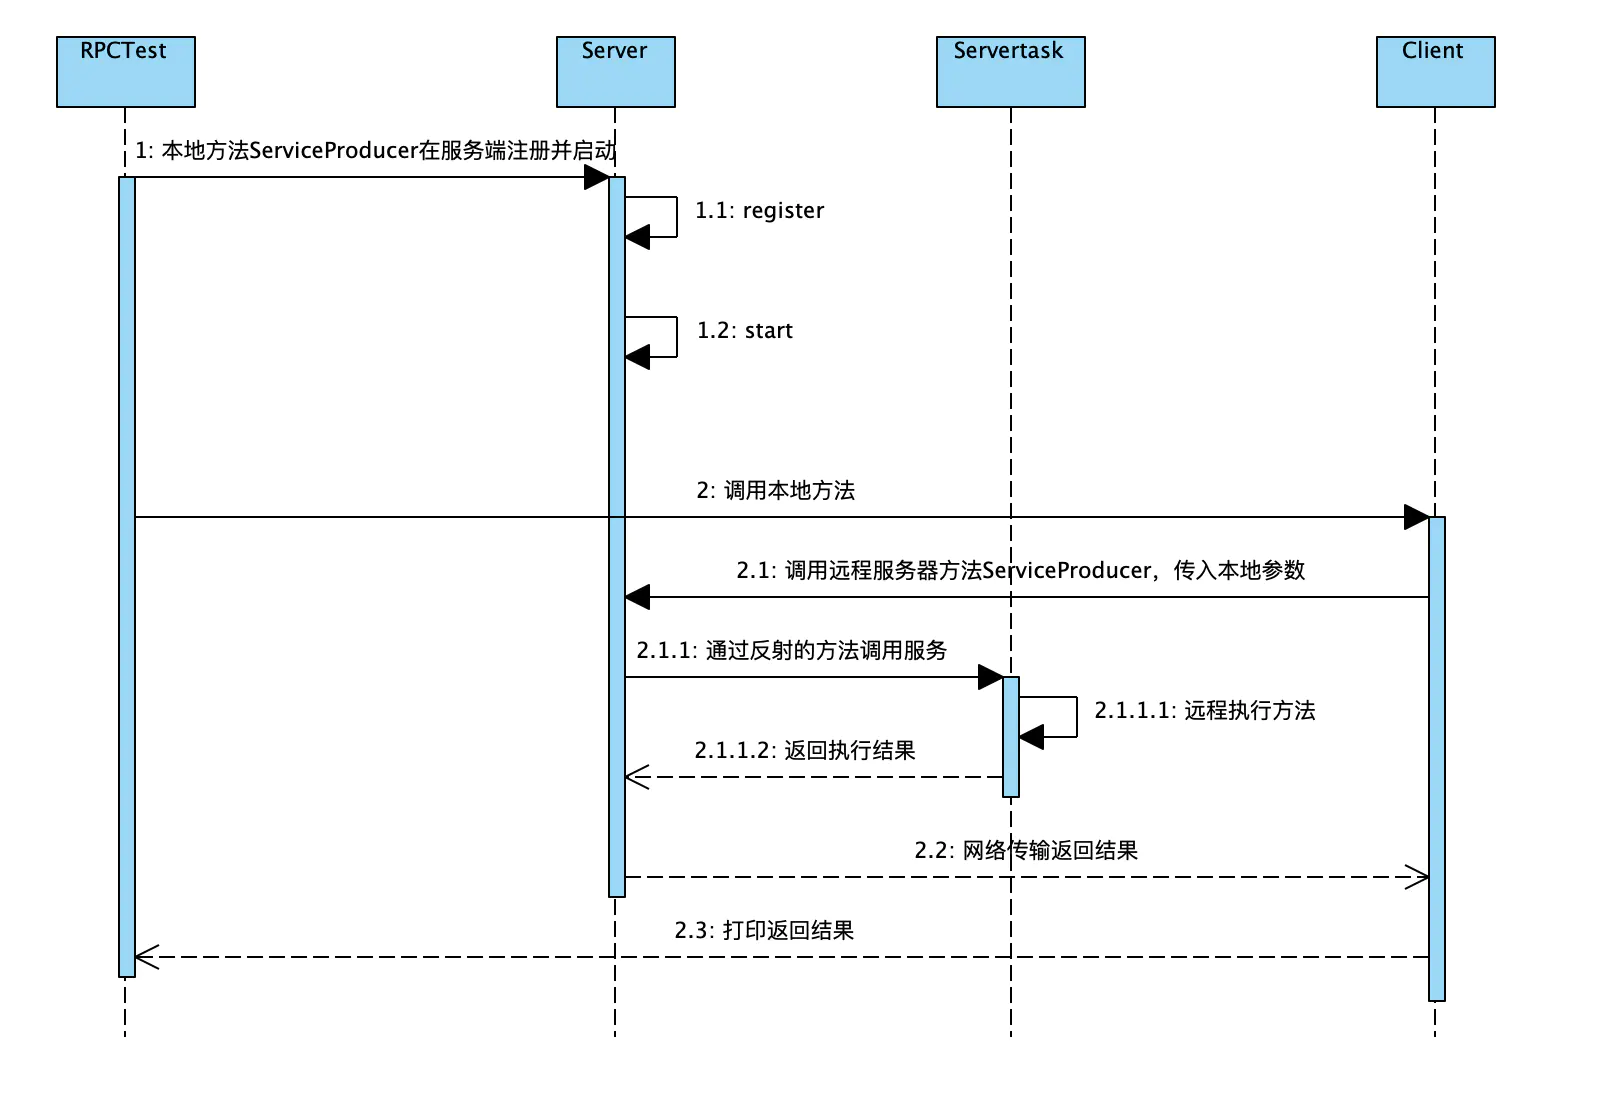 RPCTest
Server
Servertask
Client
1: 本地方法ServiceProducer在服务端注册并启动
1.1: register
1.2: start
2: 调用本地方法
2.1: 调用远程服务器方法ServiceProducer，传入本地参数
2.1.1: 通过反射的方法调用服务
2.1.1.1: 远程执行方法
2.1.1.2: 返回执行结果
2.2: 网络传输返回结果
2.3: 打印返回结果